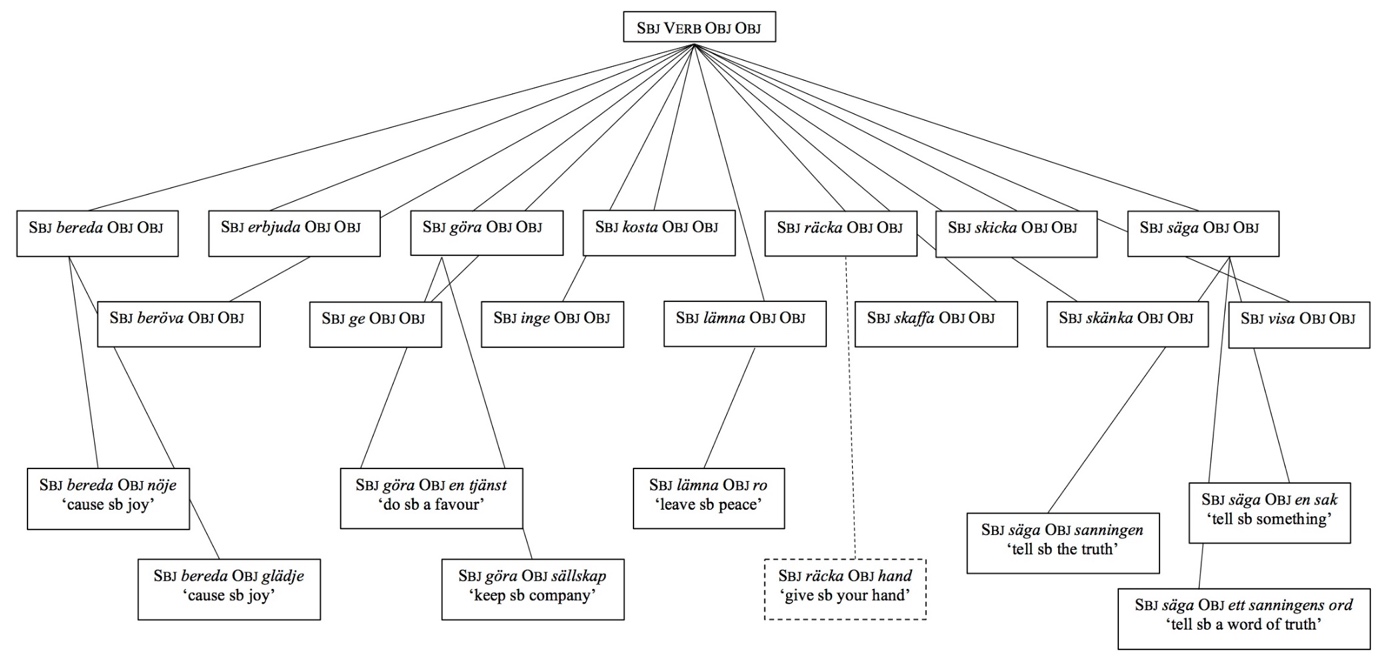 SBJ VERB OBJ OBJ
SBJ bereda OBJ OBJ
SBJ erbjuda OBJ OBJ
SBJ göra OBJ OBJ
SBJ kosta OBJ OBJ
SBJ räcka OBJ OBJ
SBJ skicka OBJ OBJ
SBJ säga OBJ OBJ
SBJ beröva OBJ OBJ
SBJ ge OBJ OBJ
SBJ inge OBJ OBJ
SBJ lämna OBJ OBJ
SBJ skaffa OBJ OBJ
SBJ skänka OBJ OBJ
SBJ visa OBJ OBJ
SBJ bereda OBJ nöje
‘cause sb joy’
SBJ göra OBJ en tjänst
‘do sb a favour’
SBJ lämna OBJ ro
‘leave sb peace’
SBJ säga OBJ en sak
‘tell sb something’
SBJ säga OBJ sanningen
‘tell sb the truth’
SBJ bereda OBJ glädje
‘cause sb joy’
SBJ göra OBJ sällskap
‘keep sb company’
SBJ räcka OBJ hand
‘give sb your hand’
SBJ säga OBJ ett sanningens ord
‘tell sb a word of truth’